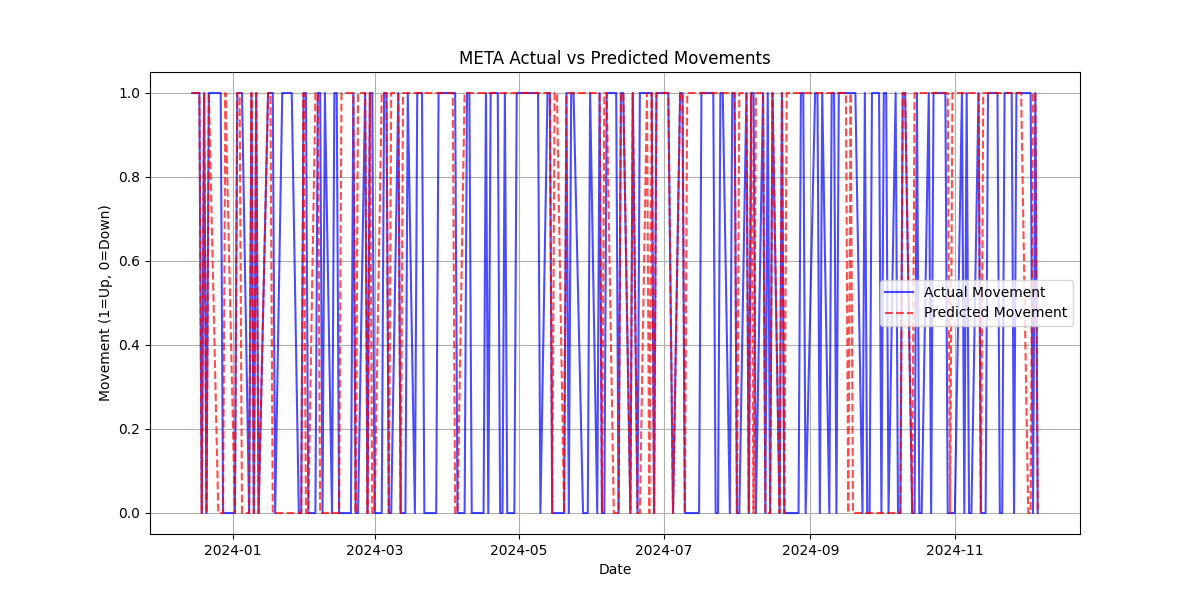 META Actual vs Predicted Movements
Movement (1=Up, 0=Down)
1.0
0.8
0.6
0.4
0.2
0.0
Actual Movement
Predicted Movement
2024-01
2024-03
2024-05
2024-07
2024-09
2024-11
Date